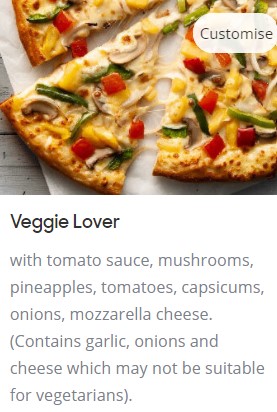 Customise
Veggie Lover
with tomato sauce, mushrooms,
pineapples, tomatoes, capsicums,
onions, mozzarella cheese.
(Contains garlic, onions and
cheese which may not be suitable
for vegetarians).